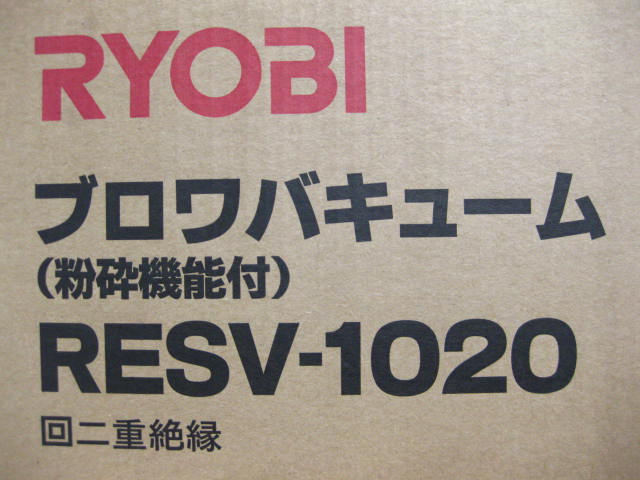 RYOBI
ブロワバキューム
(粉砕機能付)
RESV-1020
回二重絶縁